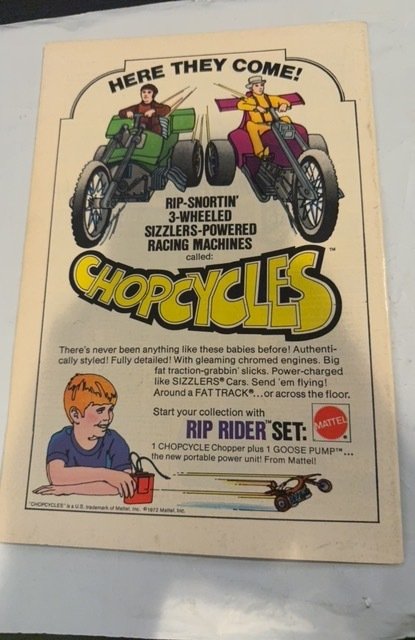 HERE THEY COME!
RIP-SNORTIN'
3-WHEELED
SIZZLERS-POWERED
RACING MACHINES
called:
CHOPCYCLES™
There's never been anything like these babies before! Authenti-
cally styled! Fully detailed! With gleaming chromed engines. Big
fat traction-grabbin' slicks. Power-charged
like SIZZLERS® Cars. Send 'em flying!
Around a FAT TRACK®...or across the floor.
Start your collection with
RIP RIDER™ SET:
MATTEL®
1 CHOPCYCLE Chopper plus 1 GOOSE PUMP™...
the new portable power unit! From Mattel!
"CHOPCYCLES" is a U.S. trademark of Mattel, Inc. ©1972 Mattel, Inc.